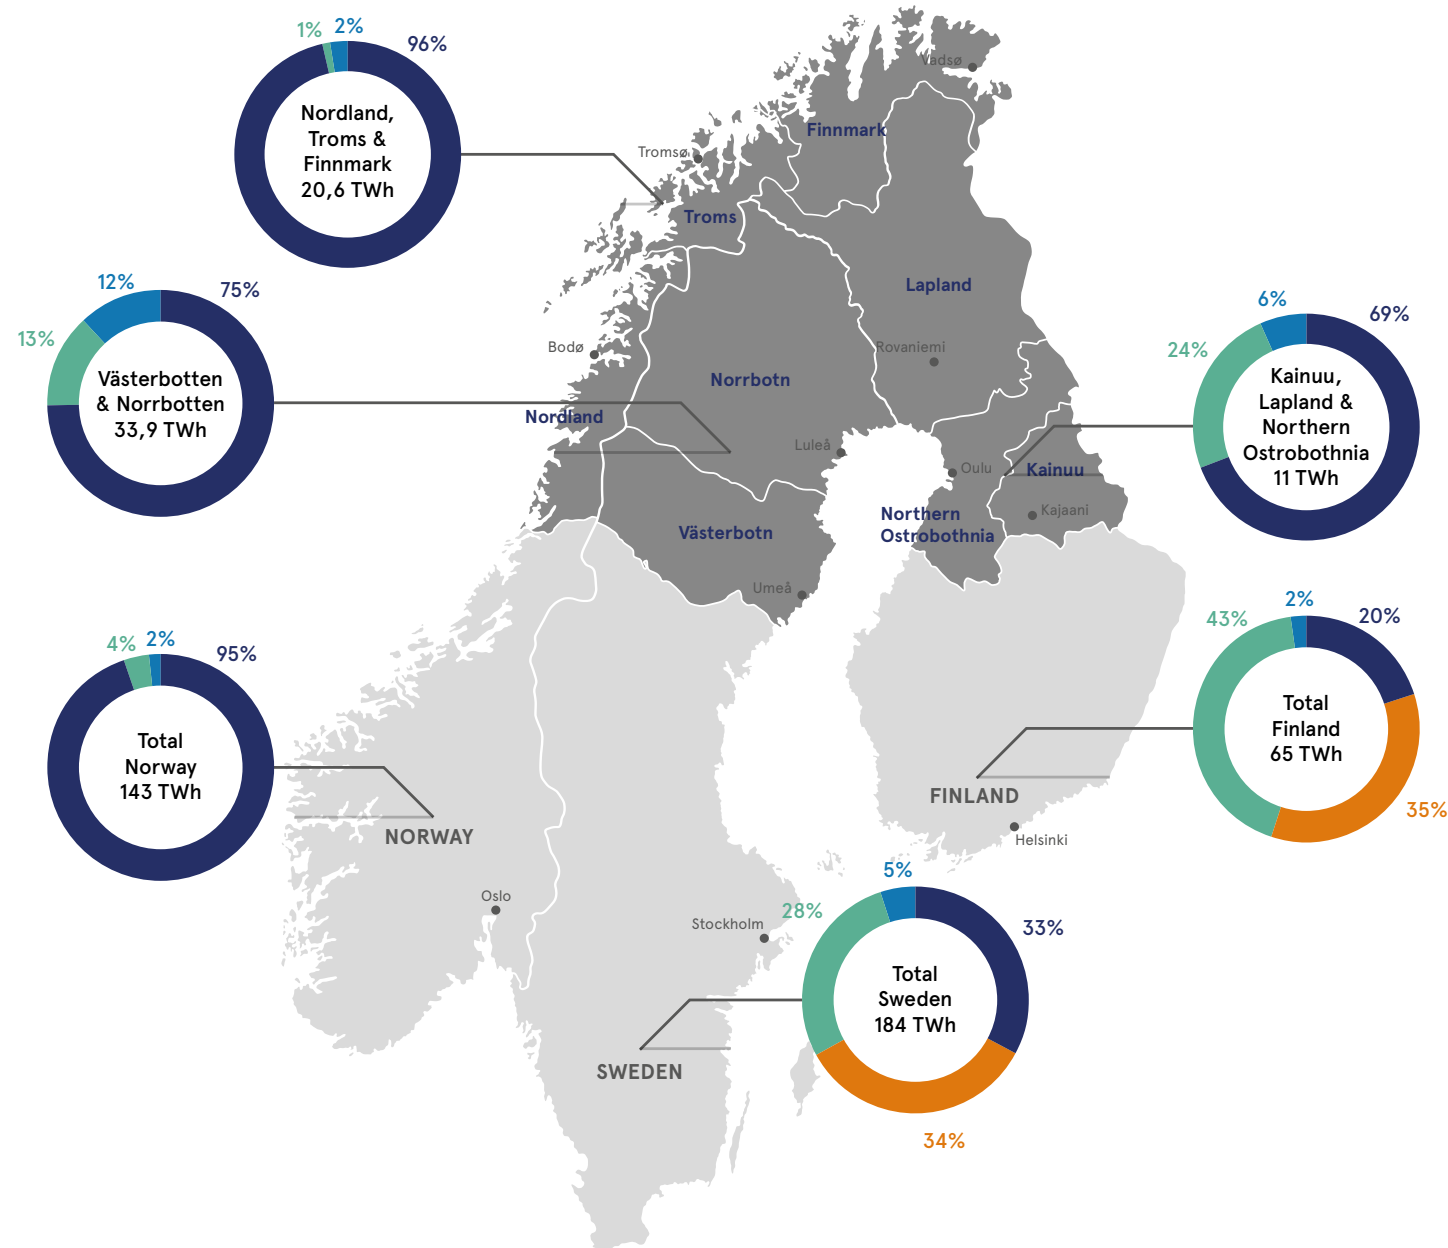 1%
2%
96%
Nordland,
Troms &
Finnmark
20,6 TWh
Vadsø
Finnmark
Tromsø
Troms
12%
75%
13%
Västerbotten
& Norrbotten
33,9 TWh
Lapland
Bodø
Rovaniemi
Norrbotn
Nordland
Luleå
6%
69%
24%
Kainuu,
Lapland &
Northern
Ostrobothnia
11 TWh
Oulu
Kainuu
Kajaani
Northern
Ostrobothnia
Västerbotn
Umeå
4%
2%
95%
Total
Norway
143 TWh
NORWAY
43%
2%
20%
Total
Finland
65 TWh
35%
FINLAND
Helsinki
Oslo
Stockholm
5%
28%
33%
Total
Sweden
184 TWh
34%
SWEDEN